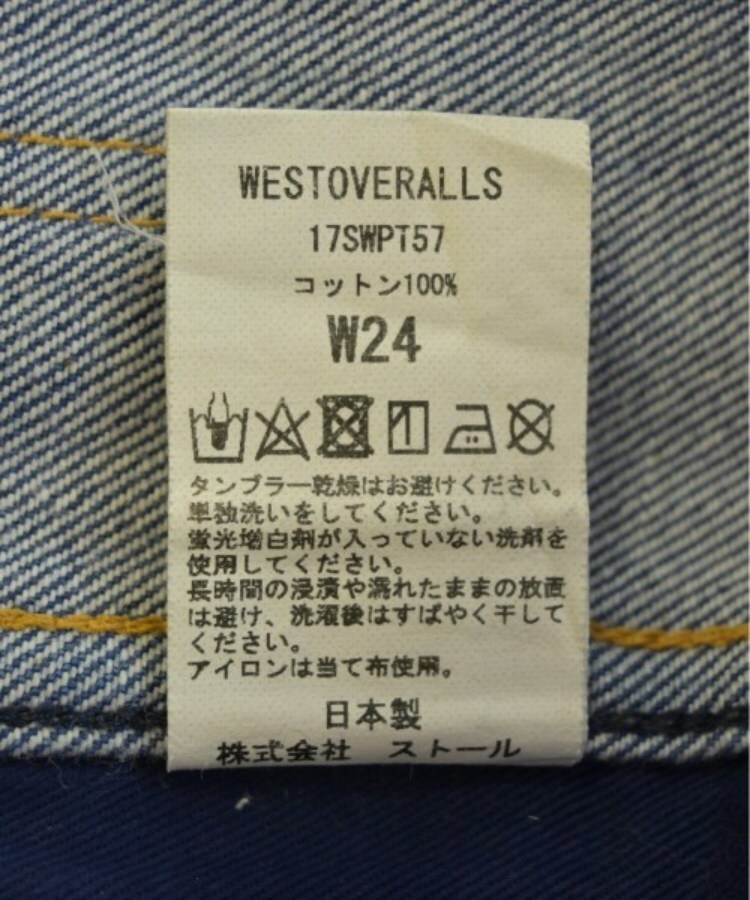 WESTOVERALLS
17SWPT57
コットン100%
W24
タンブラー乾燥はお避けください。
単独洗いをしてください。
蛍光増白剤が入っていない洗剤を
使用してください。
長時間の浸漬や濡れたままの放置
は避け、洗濯後はすばやく干して
ください。
アイロンは当て布使用。
日本製
株式会社 ストール